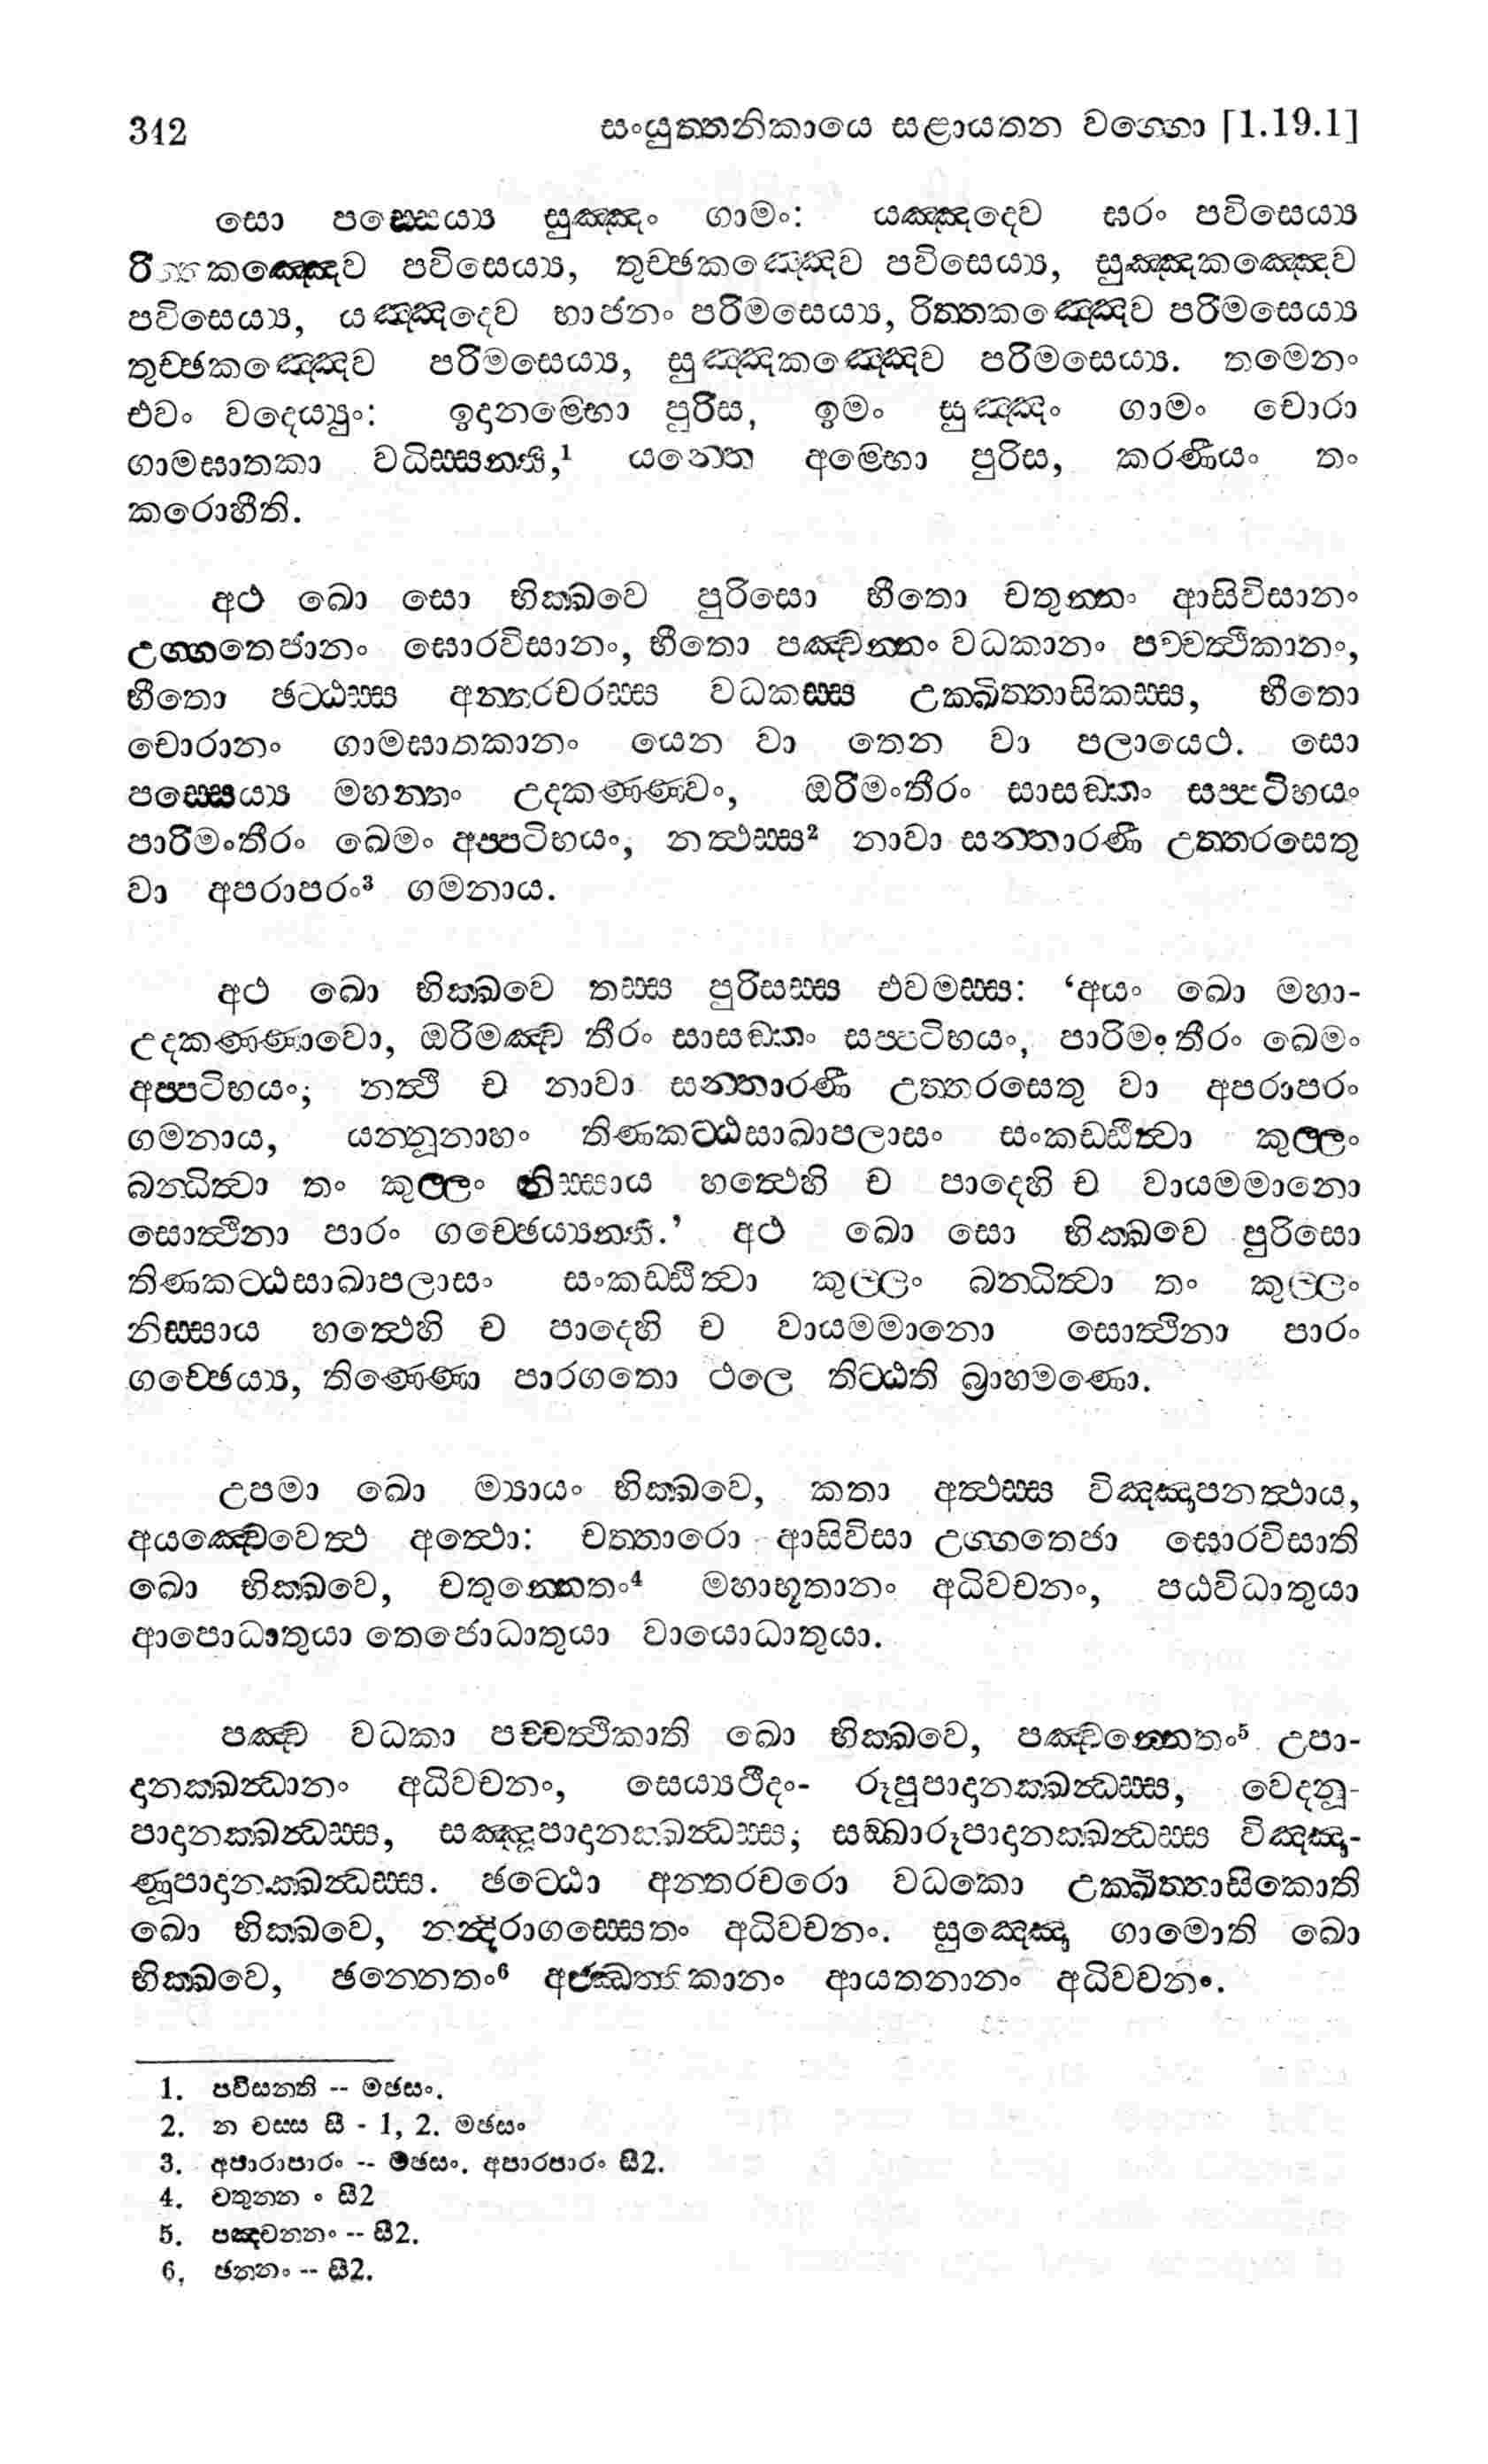 342 සංයුත්තනිකායෙ සළායතන වග්ගො [1.19.1]
සො පස්සෙය්‍ය සුඤ්ඤං ගාමං: යඤ්ඤදෙව ඝරං පවිසෙය්‍ය
රිත්තකඤ්ඤෙව පවිසෙය්‍ය, තුච්ඡකඤ්ඤෙව පවිසෙය්‍ය, සුඤ්ඤකඤ්ඤෙව
පවිසෙය්‍ය, යඤ්ඤදෙව භාජනං පරිමසෙය්‍ය, රිත්තකඤ්ඤෙව පරිමසෙය්‍ය
තුච්ඡකඤ්ඤෙව පරිමසෙය්‍ය, සුඤ්ඤකඤ්ඤෙව පරිමසෙය්‍ය. තමෙනං
එවං වදෙය්‍යුං: ඉදානම්භො පුරිස, ඉමං සුඤ්ඤං ගාමං චොරා
ගාමඝාතකා වධිස්සන්ති,¹ යන්තෙ අම්භො පුරිස, කරණීයං තං
කරොහීති.
අථ ඛො සො භික්ඛවෙ පුරිසො භීතො චතුන්නං ආසිවිසානං
උග්ගතෙජානං ඝොරවිසානං, භීතො පඤ්චන්නං වධකානං පච්චත්ථිකානං,
භීතො ඡට්ඨස්ස අන්තරචරස්ස වධකස්ස උක්ඛිත්තාසිකස්ස, භීතො
චොරානං ගාමඝාතකානං යෙන වා තෙන වා පලායෙථ. සො
පස්සෙය්‍ය මහන්තං උදකණ්ණවං, ඔරිමංතීරං සාසඞ්කං සප්පටිභයං
පාරිමංතීරං ඛෙමං අප්පටිභයං, නත්ථස්ස² නාවා සන්තාරණී උත්තරසෙතු
වා අපරාපරං³ ගමනාය.
අථ ඛො භික්ඛවෙ තස්ස පුරිසස්ස එවමස්ස: ‘අයං ඛො මහා-
උදකණ්ණාවො, ඔරිමඤ්ච තීරං සාසඞ්කං සප්පටිභයං, පාරිමං තීරං ඛෙමං
අප්පටිභයං; නත්ථි ච නාවා සන්තාරණී උත්තරසෙතු වා අපරාපරං
ගමනාය, යන්නූනාහං තිණකට්ඨසාඛාපලාසං සංකඩ්ඪිත්වා කුල්ලං
බන්ධිත්වා තං කුල්ලං නිස්සාය හත්ථෙහි ච පාදෙහි ච වායමමානො
සොත්ථිනා පාරං ගච්ඡෙය්‍යන්ති.’ අථ ඛො සො භික්ඛවෙ පුරිසො
තිණකට්ඨසාඛාපලාසං සංකඩ්ඪිත්වා කුල්ලං බන්ධිත්වා තං කුල්ලං
නිස්සාය හත්ථෙහි ච පාදෙහි ච වායමමානො සොත්ථිනා පාරං
ගච්ඡෙය්‍ය, තිණ්ණො පාරගතො ථලෙ තිට්ඨති බ්‍රාහ්මණො.
උපමා ඛො ම්‍යායං භික්ඛවෙ, කතා අත්ථස්ස විඤ්ඤාපනත්ථාය,
අයඤ්චෙවෙත්ථ අත්ථො: චත්තාරො ආසිවිසා උග්ගතෙජා ඝොරවිසාති
ඛො භික්ඛවෙ, චතුන්නෙතං⁴ මහාභූතානං අධිවචනං, පඨවිධාතුයා
ආපොධාතුයා තෙජොධාතුයා වායොධාතුයා.
පඤ්ච වධකා පච්චත්ථිකාති ඛො භික්ඛවෙ, පඤ්චන්නෙතං⁵ උපා-
දානක්ඛන්ධානං අධිවචනං, සෙය්‍යථීදං- රූපූපාදානක්ඛන්ධස්ස, වෙදනූ-
පාදානක්ඛන්ධස්ස, සඤ්ඤූපාදානක්ඛන්ධස්ස, සඞ්ඛාරූපාදානක්ඛන්ධස්ස විඤ්ඤා-
ණූපාදානක්ඛන්ධස්ස. ඡට්ඨො අන්තරචරො වධකො උක්ඛිත්තාසිකොති
ඛො භික්ඛවෙ, නන්දිරාගස්සෙතං අධිවචනං. සුඤ්ඤො ගාමොති ඛො
භික්ඛවෙ, ඡන්නෙතං⁶ අජ්ඣත්තිකානං ආයතනානං අධිවචනං.
1. පවිසන්ති -- මඡසං.
2. න චස්ස සී - 1, 2. මඡසං
3. අපාරාපාරං -- මඡසං. අපාරපාරං සී2.
4. චතුන්න ං සී2
5. පඤ්චන්නං -- සී2.
6. ඡන්නං -- සී2.